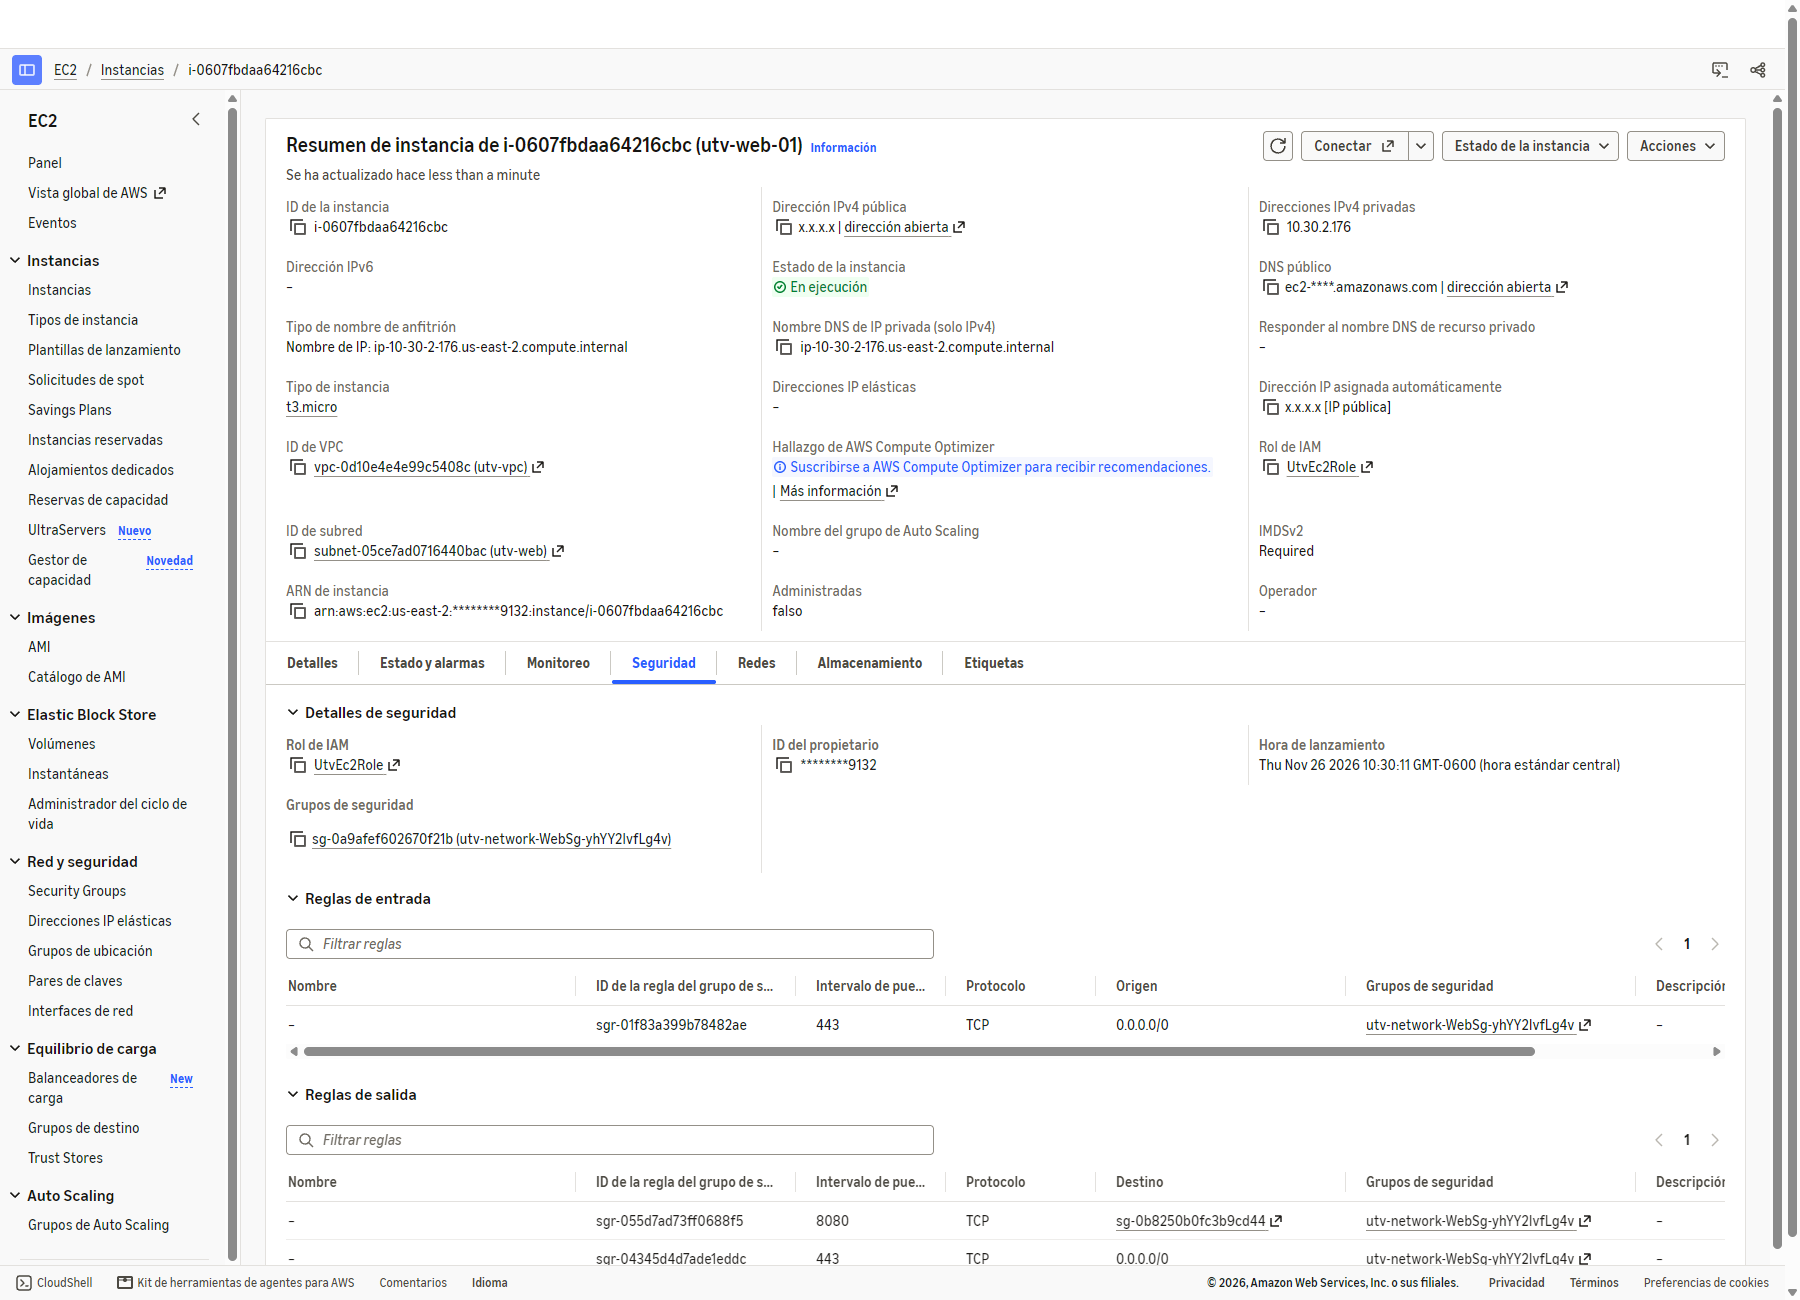 EC2 / Instancias / i-0607fbdaa64216cbc
EC2
Panel
Vista global de AWS
Eventos
Instancias
Instancias
Tipos de instancia
Plantillas de lanzamiento
Solicitudes de spot
Savings Plans
Instancias reservadas
Alojamientos dedicados
Reservas de capacidad
UltraServers Nuevo
Gestor de Novedad
capacidad
Imágenes
AMI
Catálogo de AMI
Elastic Block Store
Volúmenes
Instantáneas
Administrador del ciclo de
vida
Red y seguridad
Security Groups
Direcciones IP elásticas
Grupos de ubicación
Pares de claves
Interfaces de red
Equilibrio de carga
Balanceadores de New
carga
Grupos de destino
Trust Stores
Auto Scaling
Grupos de Auto Scaling
Resumen de instancia de i-0607fbdaa64216cbc (utv-web-01) Información
Conectar
Estado de la instancia
Acciones
Se ha actualizado hace less than a minute
ID de la instancia
i-0607fbdaa64216cbc
Dirección IPv4 pública
x.x.x.x | dirección abierta
Direcciones IPv4 privadas
10.30.2.176
Dirección IPv6
–
Estado de la instancia
En ejecución
DNS público
ec2-****.amazonaws.com | dirección abierta
Tipo de nombre de anfitrión
Nombre de IP: ip-10-30-2-176.us-east-2.compute.internal
Nombre DNS de IP privada (solo IPv4)
ip-10-30-2-176.us-east-2.compute.internal
Responder al nombre DNS de recurso privado
–
Tipo de instancia
t3.micro
Direcciones IP elásticas
–
Dirección IP asignada automáticamente
x.x.x.x [IP pública]
ID de VPC
vpc-0d10e4e4e99c5408c (utv-vpc)
Hallazgo de AWS Compute Optimizer
Suscribirse a AWS Compute Optimizer para recibir recomendaciones.
| Más información
Rol de IAM
UtvEc2Role
ID de subred
subnet-05ce7ad0716440bac (utv-web)
Nombre del grupo de Auto Scaling
–
IMDSv2
Required
ARN de instancia
arn:aws:ec2:us-east-2:********9132:instance/i-0607fbdaa64216cbc
Administradas
falso
Operador
–
Detalles Estado y alarmas Monitoreo Seguridad Redes Almacenamiento Etiquetas
Detalles de seguridad
Rol de IAM
UtvEc2Role
ID del propietario
********9132
Hora de lanzamiento
Thu Nov 26 2026 10:30:11 GMT-0600 (hora estándar central)
Grupos de seguridad
sg-0a9afef602670f21b (utv-network-WebSg-yhYY2IvfLg4v)
Reglas de entrada
Filtrar reglas
1
Nombre ID de la regla del grupo de s... Intervalo de pue... Protocolo Origen Grupos de seguridad Descripción
– sgr-01f83a399b78482ae 443 TCP 0.0.0.0/0 utv-network-WebSg-yhYY2IvfLg4v –
Reglas de salida
Filtrar reglas
1
Nombre ID de la regla del grupo de s... Intervalo de pue... Protocolo Destino Grupos de seguridad Descripción
– sgr-055d7ad73ff0688f5 8080 TCP sg-0b8250b0fc3b9cd44 utv-network-WebSg-yhYY2IvfLg4v –
– sgr-04345d4d7ade1eddc 443 TCP 0.0.0.0/0 utv-network-WebSg-yhYY2IvfLg4v –
CloudShell Kit de herramientas de agentes para AWS Comentarios Idioma © 2026, Amazon Web Services, Inc. o sus filiales. Privacidad Términos Preferencias de cookies